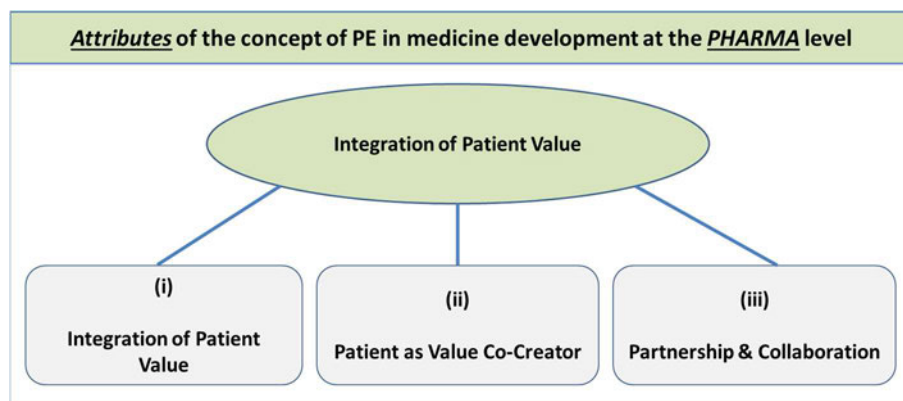 Attributes of the concept of PE in medicine development at the PHARMA level
Integration of Patient Value
(i)
Integration of Patient
Value
(ii)
Patient as Value Co-Creator
(iii)
Partnership & Collaboration